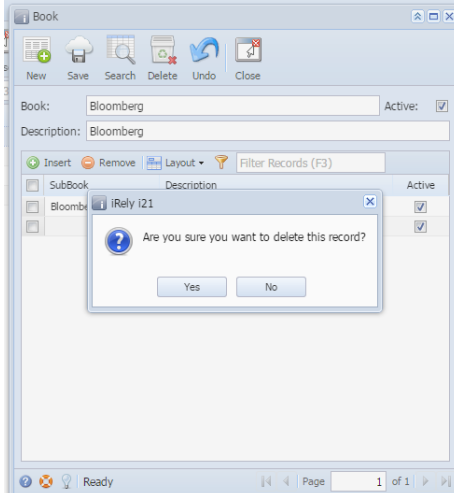 Book
New Save Search Delete Undo Close
Book: Bloomberg Active:
Description: Bloomberg
Insert Remove Layout Filter Records (F3)
SubBook Description Active
iRely i21
Are you sure you want to delete this record?
Yes No
Ready Page 1 of 1